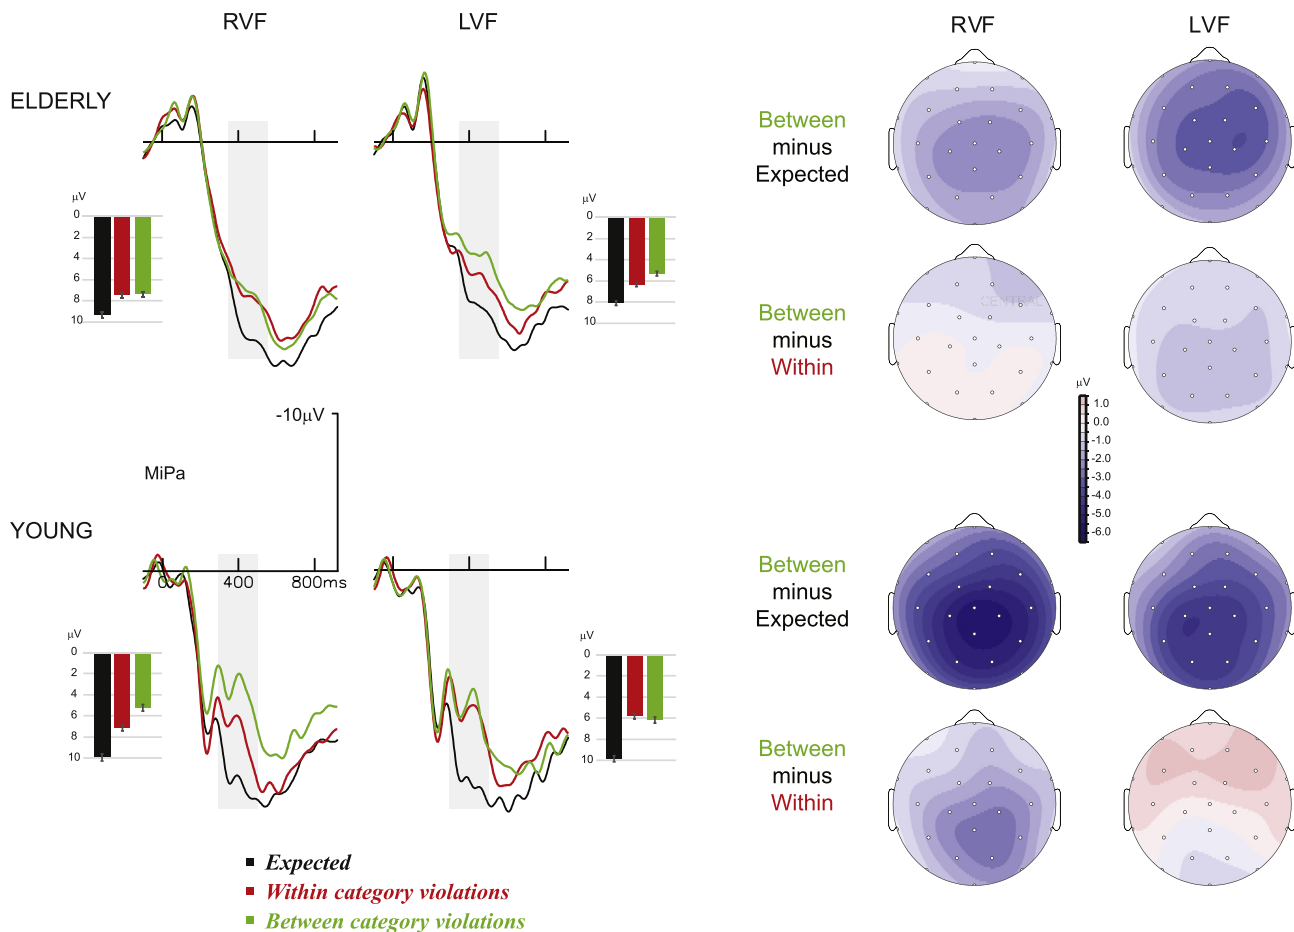 RVF
LVF
ELDERLY
μV
0
2
4
6
8
10
μV
0
2
4
6
8
10
-10μV
MiPa
YOUNG
0
400
800ms
μV
0
2
4
6
8
10
μV
0
2
4
6
8
10
Expected
Within category violations
Between category violations
RVF
LVF
Between
minus
Expected
Between
minus
Within
CENTRAL
μV
1.0
0.0
-1.0
-2.0
-3.0
-4.0
-5.0
-6.0
Between
minus
Expected
Between
minus
Within